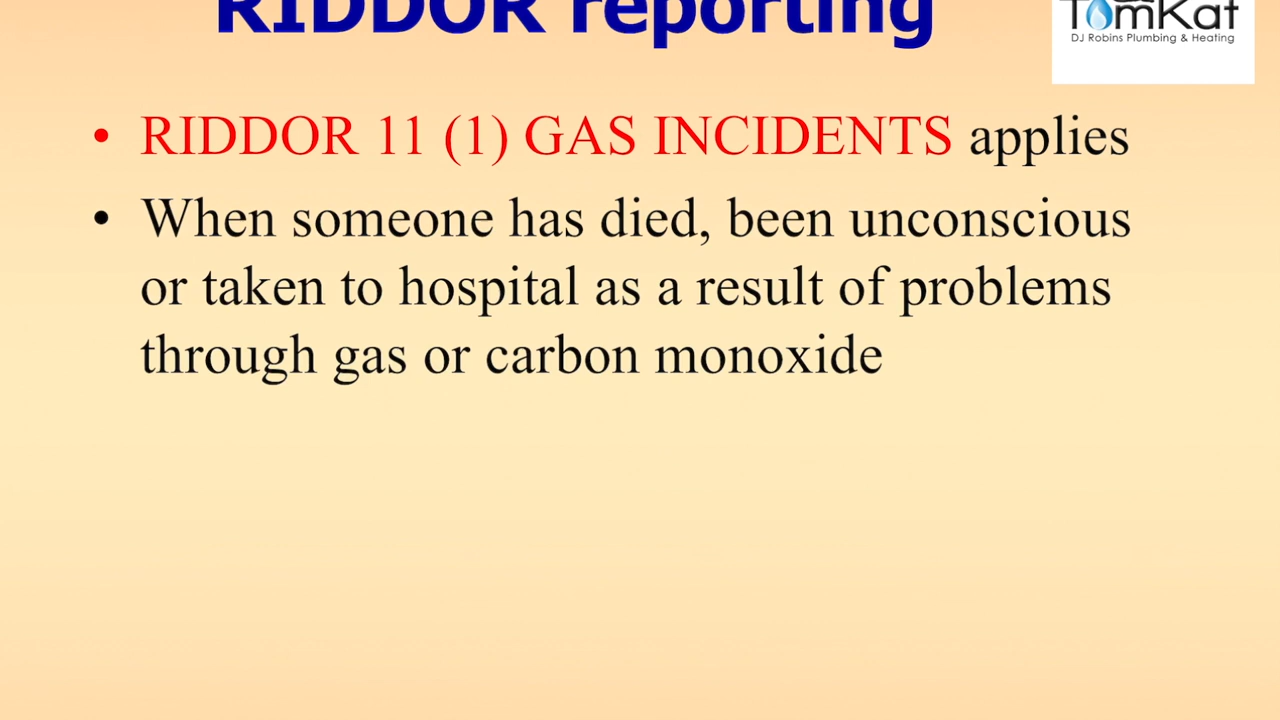 RIDDOR reporting
TomKat
DJ Robins Plumbing & Heating
• RIDDOR 11 (1) GAS INCIDENTS applies
• When someone has died, been unconscious
or taken to hospital as a result of problems
through gas or carbon monoxide